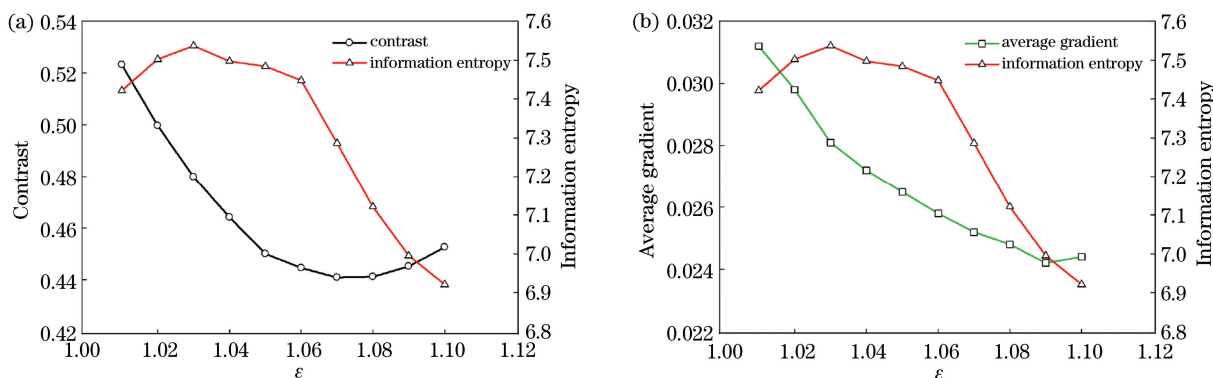 (a)
0.54
0.52
0.50
0.48
0.46
0.44
0.42
Contrast
contrast
information entropy
7.6
7.5
7.4
7.3
7.2
7.1
7.0
6.9
6.8
Information entropy
1.00 1.02 1.04 1.06 1.08 1.10 1.12
ε
(b)
0.032
0.030
0.028
0.026
0.024
0.022
Average gradient
average gradient
information entropy
7.6
7.5
7.4
7.3
7.2
7.1
7.0
6.9
6.8
Information entropy
1.00 1.02 1.04 1.06 1.08 1.10 1.12
ε